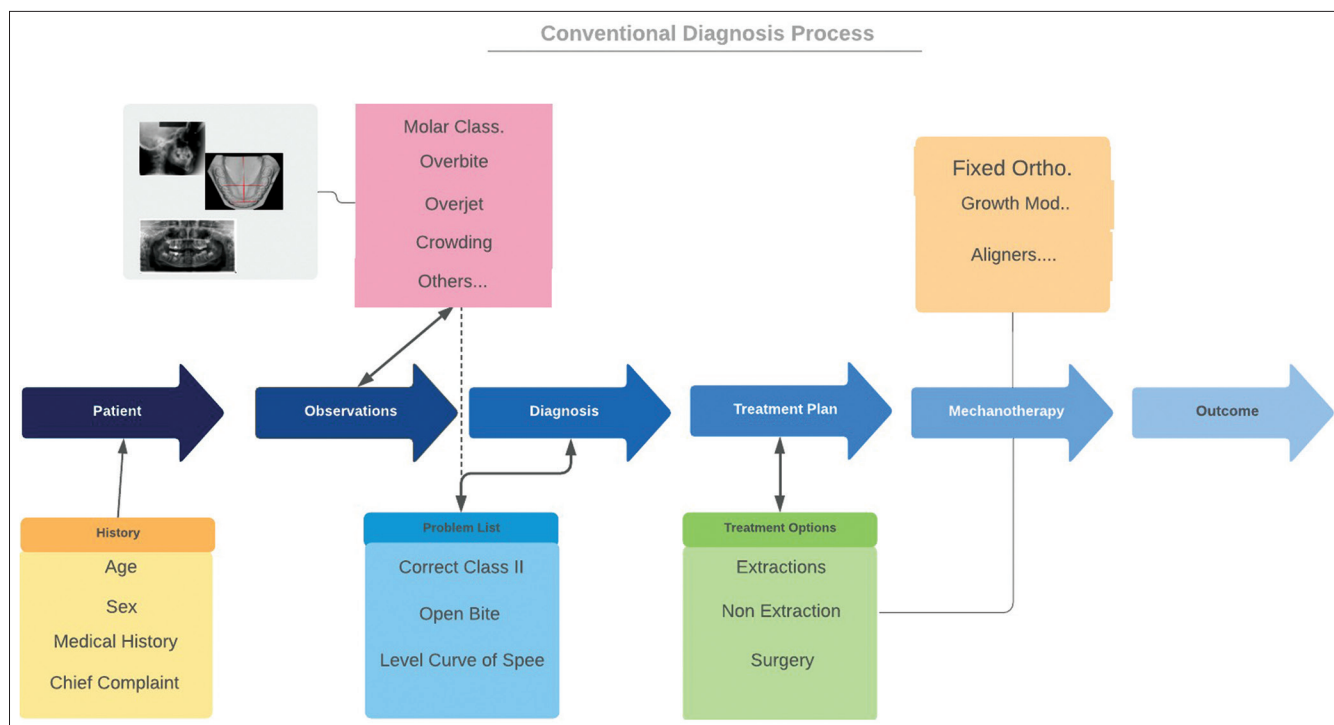 Conventional Diagnosis Process
Molar Class.
Overbite
Overjet
Crowding
Others...
Fixed Ortho.
Growth Mod..
Aligners....
Patient
Observations
Diagnosis
Treatment Plan
Mechanotherapy
Outcome
History
Age
Sex
Medical History
Chief Complaint
Problem List
Correct Class II
Open Bite
Level Curve of Spee
Treatment Options
Extractions
Non Extraction
Surgery